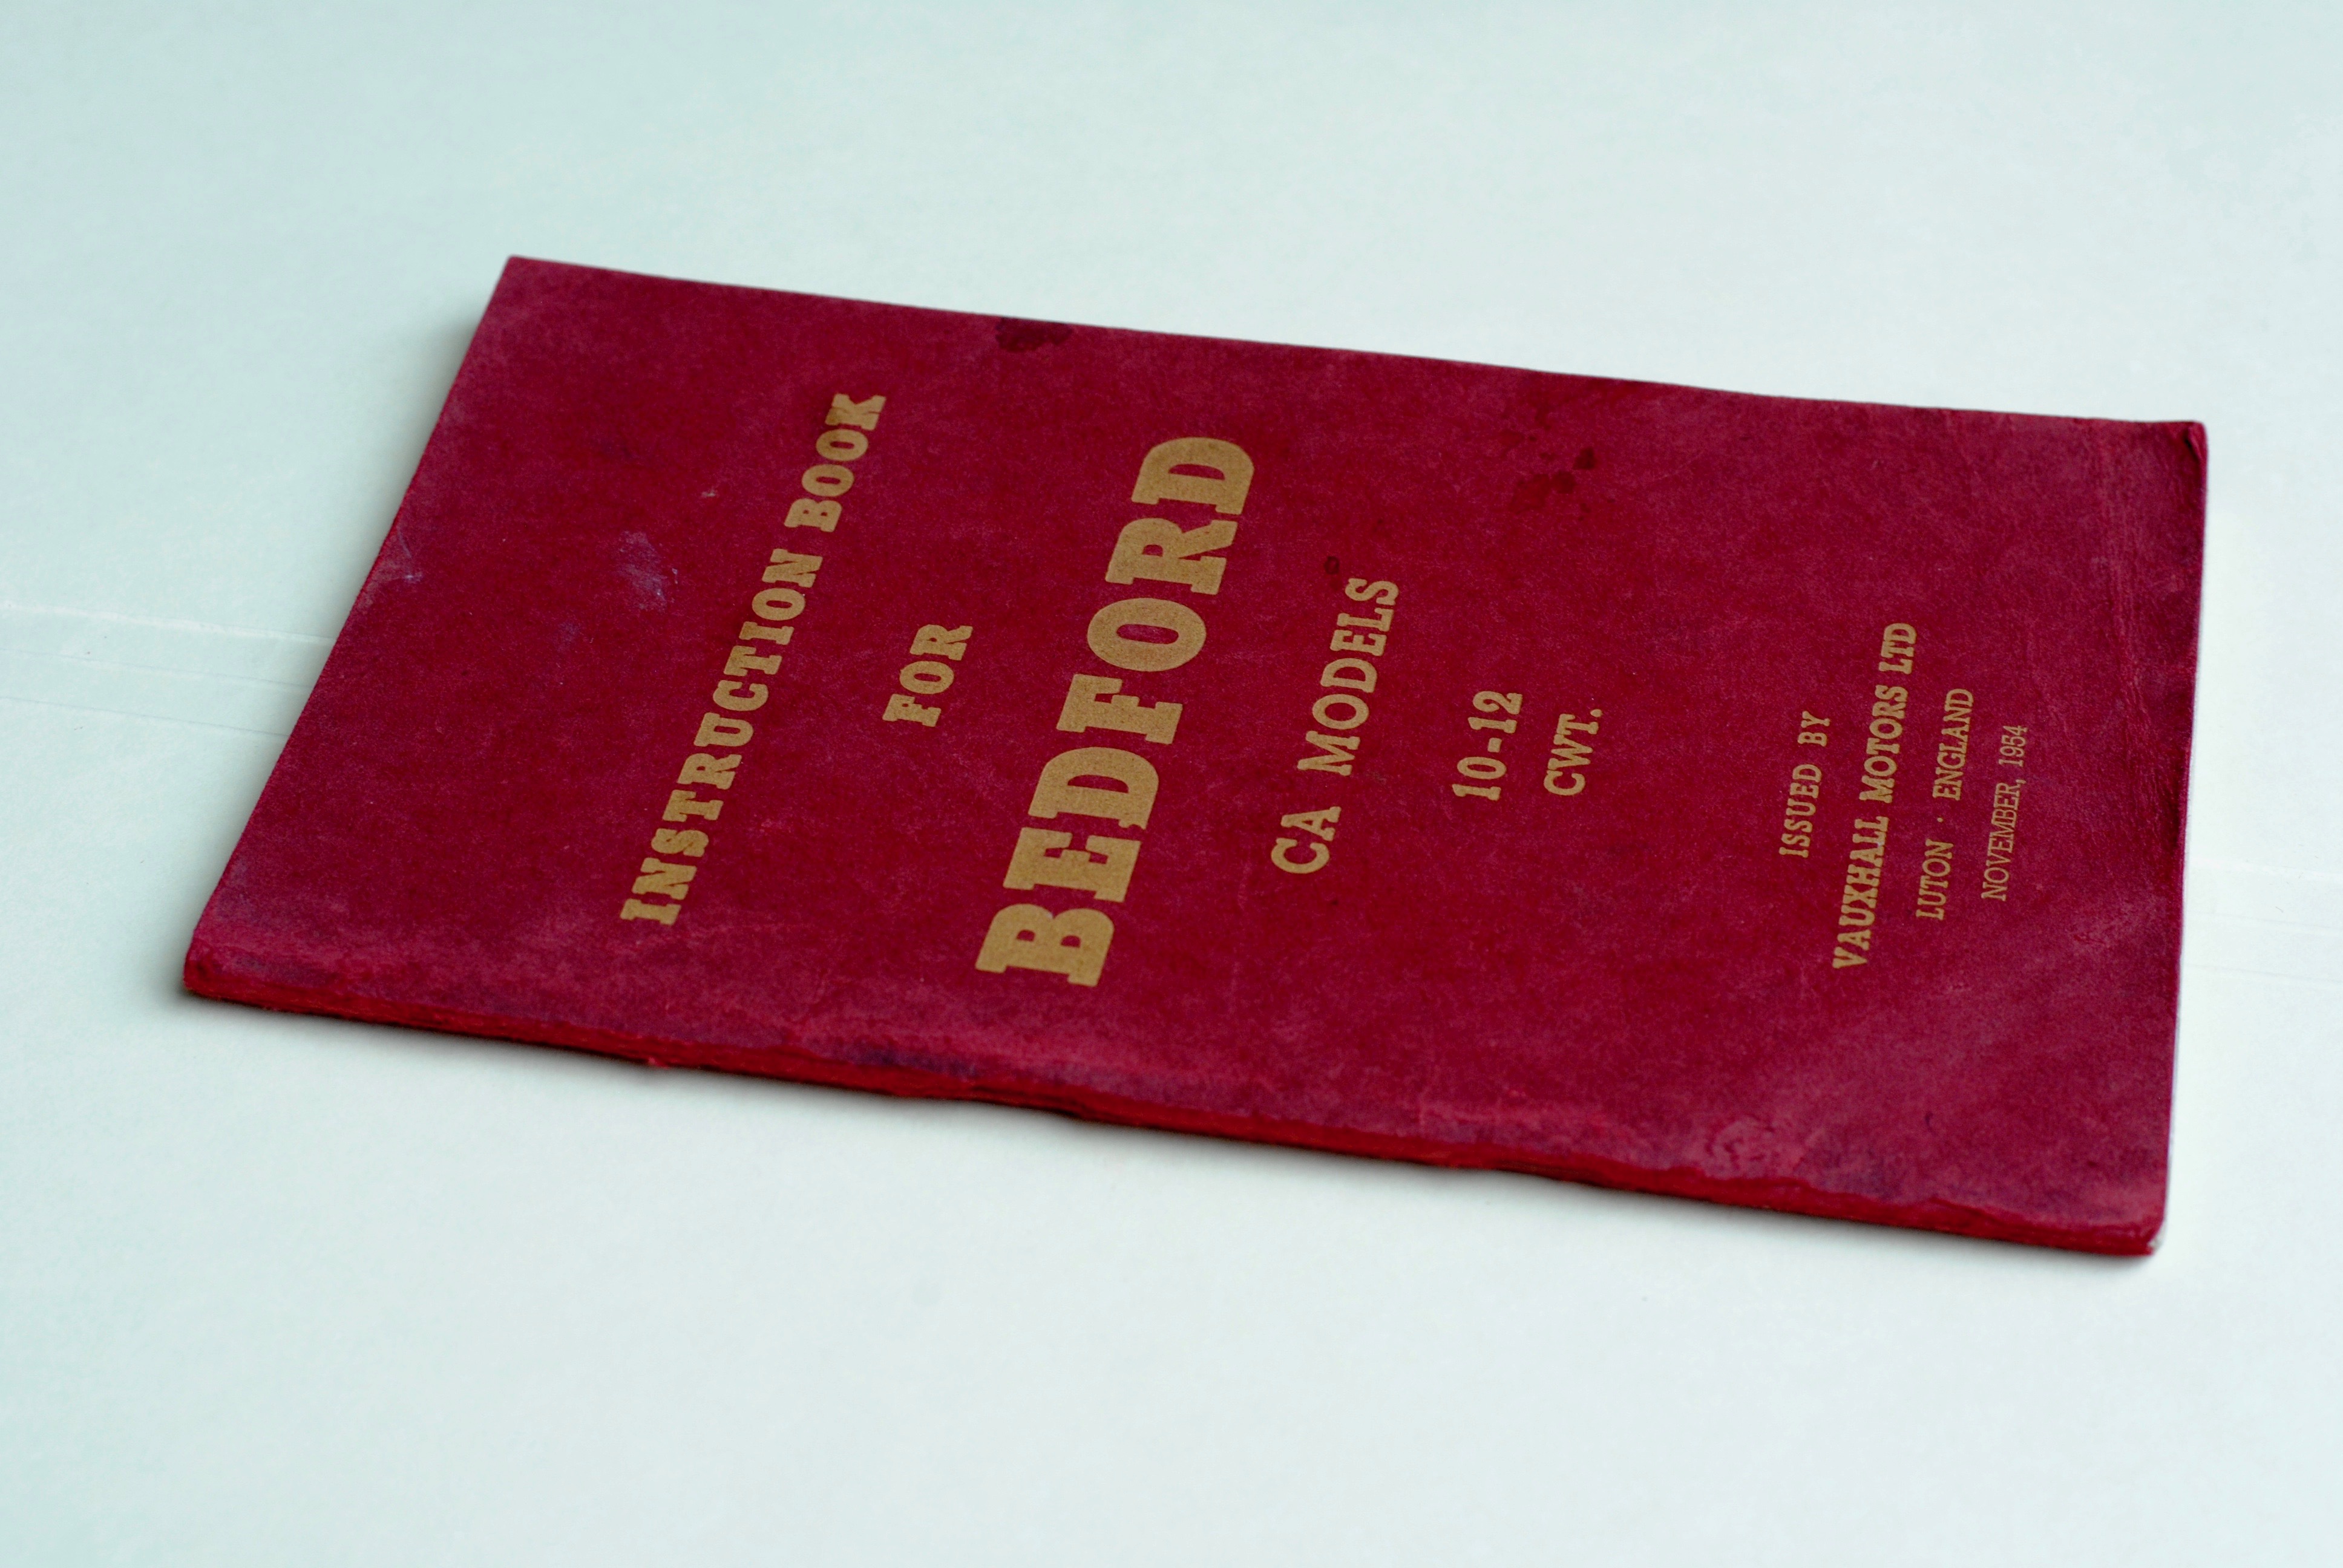 INSTRUCTION BOOK
FOR
BEDFORD
CA MODELS
10-12
CWT.
ISSUED BY
VAUXHALL MOTORS LTD
LUTON · ENGLAND
NOVEMBER, 1954